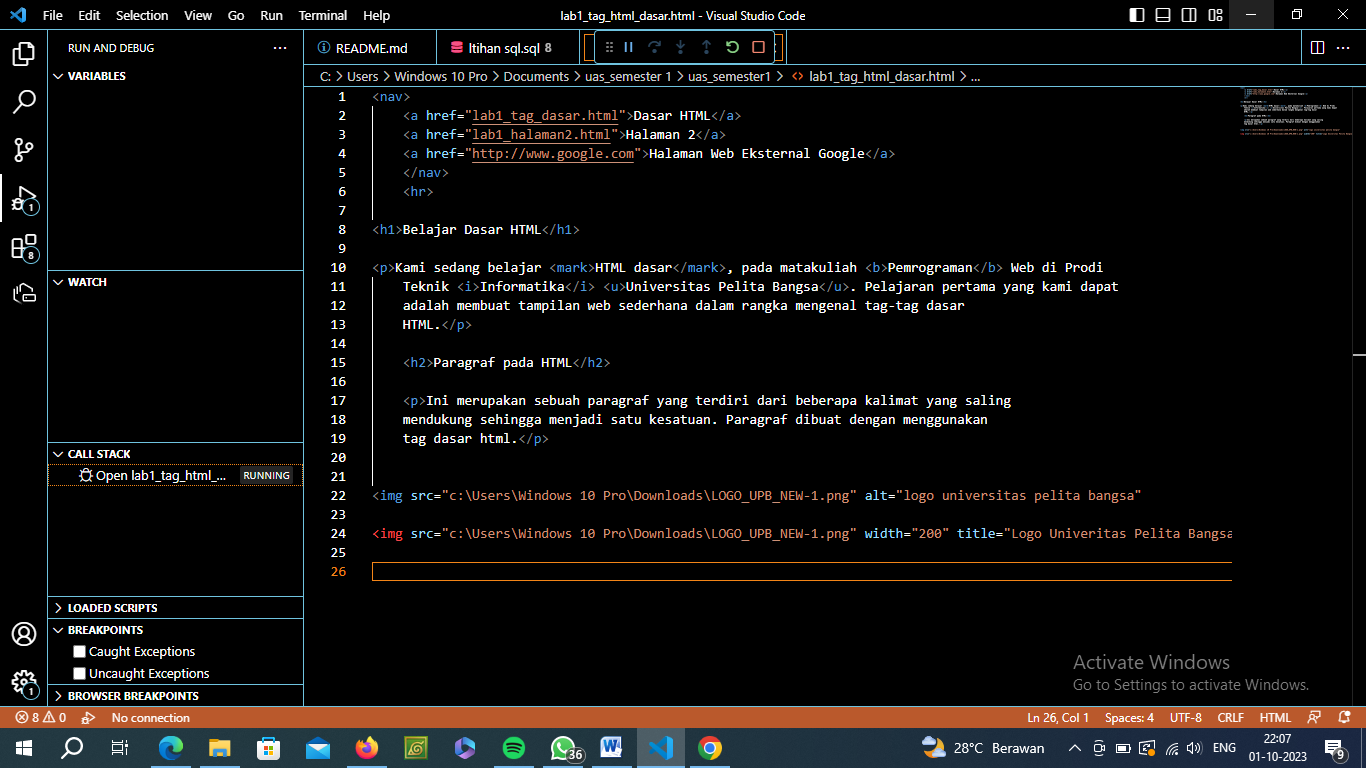 File Edit Selection View Go Run Terminal Help
lab1_tag_html_dasar.html - Visual Studio Code
RUN AND DEBUG
README.md
ltihan sql.sql 8
C: > Users > Windows 10 Pro > Documents > uas_semester 1 > uas_semester1 > <> lab1_tag_html_dasar.html > ...
VARIABLES
WATCH
CALL STACK
Open lab1_tag_html_... RUNNING
LOADED SCRIPTS
BREAKPOINTS
Caught Exceptions
Uncaught Exceptions
BROWSER BREAKPOINTS
1
8
1
1 <nav>
2 <a href="lab1_tag_dasar.html">Dasar HTML</a>
3 <a href="lab1_halaman2.html">Halaman 2</a>
4 <a href="http://www.google.com">Halaman Web Eksternal Google</a>
5 </nav>
6 <hr>
7
8 <h1>Belajar Dasar HTML</h1>
9
10 <p>Kami sedang belajar <mark>HTML dasar</mark>, pada matakuliah <b>Pemrograman</b> Web di Prodi
11 Teknik <i>Informatika</i> <u>Universitas Pelita Bangsa</u>. Pelajaran pertama yang kami dapat
12 adalah membuat tampilan web sederhana dalam rangka mengenal tag-tag dasar
13 HTML.</p>
14
15 <h2>Paragraf pada HTML</h2>
16
17 <p>Ini merupakan sebuah paragraf yang terdiri dari beberapa kalimat yang saling
18 mendukung sehingga menjadi satu kesatuan. Paragraf dibuat dengan menggunakan
19 tag dasar html.</p>
20
21
22 <img src="c:\Users\Windows 10 Pro\Downloads\LOGO_UPB_NEW-1.png" alt="logo universitas pelita bangsa"
23
24 <img src="c:\Users\Windows 10 Pro\Downloads\LOGO_UPB_NEW-1.png" width="200" title="Logo Univeritas Pelita Bangsa
25
26
Activate Windows
Go to Settings to activate Windows.
8 0 No connection
Ln 26, Col 1 Spaces: 4 UTF-8 CRLF HTML
36
28°C Berawan
ENG
22:07
01-10-2023
9